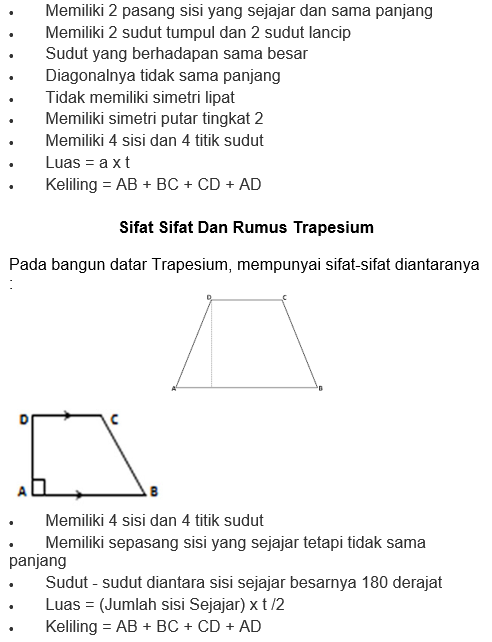 • Memiliki 2 pasang sisi yang sejajar dan sama panjang
• Memiliki 2 sudut tumpul dan 2 sudut lancip
• Sudut yang berhadapan sama besar
• Diagonalnya tidak sama panjang
• Tidak memiliki simetri lipat
• Memiliki simetri putar tingkat 2
• Memiliki 4 sisi dan 4 titik sudut
• Luas = a x t
• Keliling = AB + BC + CD + AD
Sifat Sifat Dan Rumus Trapesium
Pada bangun datar Trapesium, mempunyai sifat-sifat diantaranya
:
D C
A B
D C
A B
• Memiliki 4 sisi dan 4 titik sudut
• Memiliki sepasang sisi yang sejajar tetapi tidak sama
panjang
• Sudut - sudut diantara sisi sejajar besarnya 180 derajat
• Luas = (Jumlah sisi Sejajar) x t /2
• Keliling = AB + BC + CD + AD